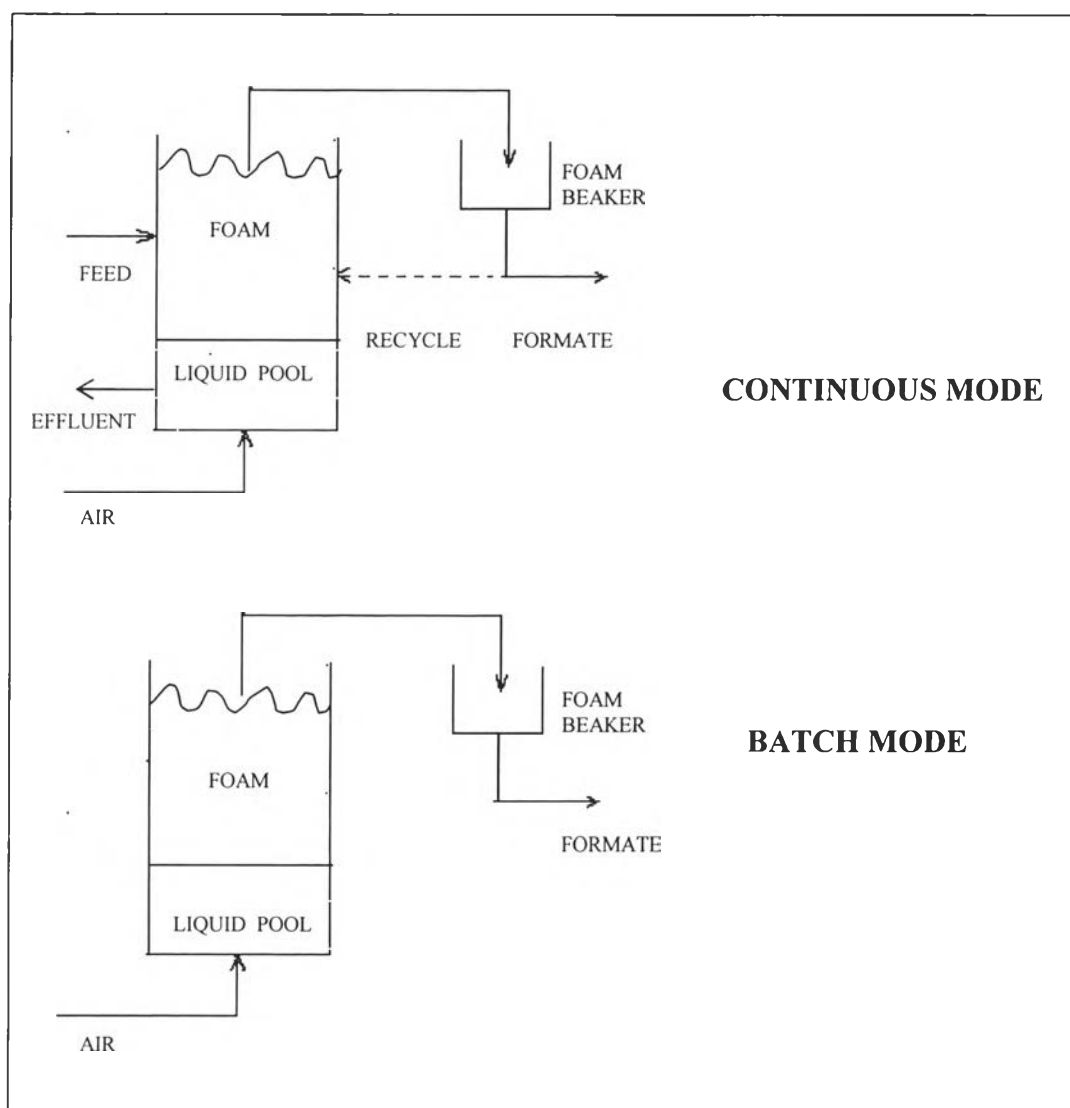 FOAM
BEAKER
FOAM
FEED
RECYCLE FORMATE
LIQUID POOL
CONTINUOUS MODE
EFFLUENT
AIR
FOAM
BEAKER
BATCH MODE
FOAM
FORMATE
LIQUID POOL
AIR